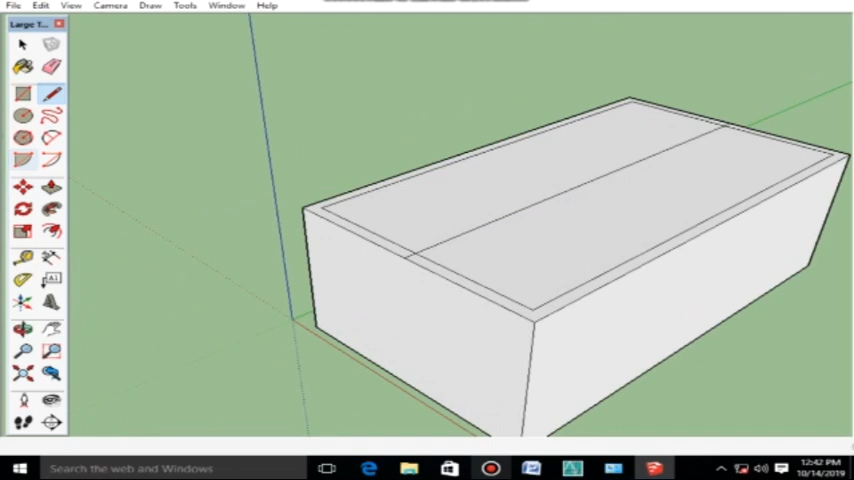 File Edit View Camera Draw Tools Window Help
Large T...
A1
Search the web and Windows
12:42 PM
10/14/2019